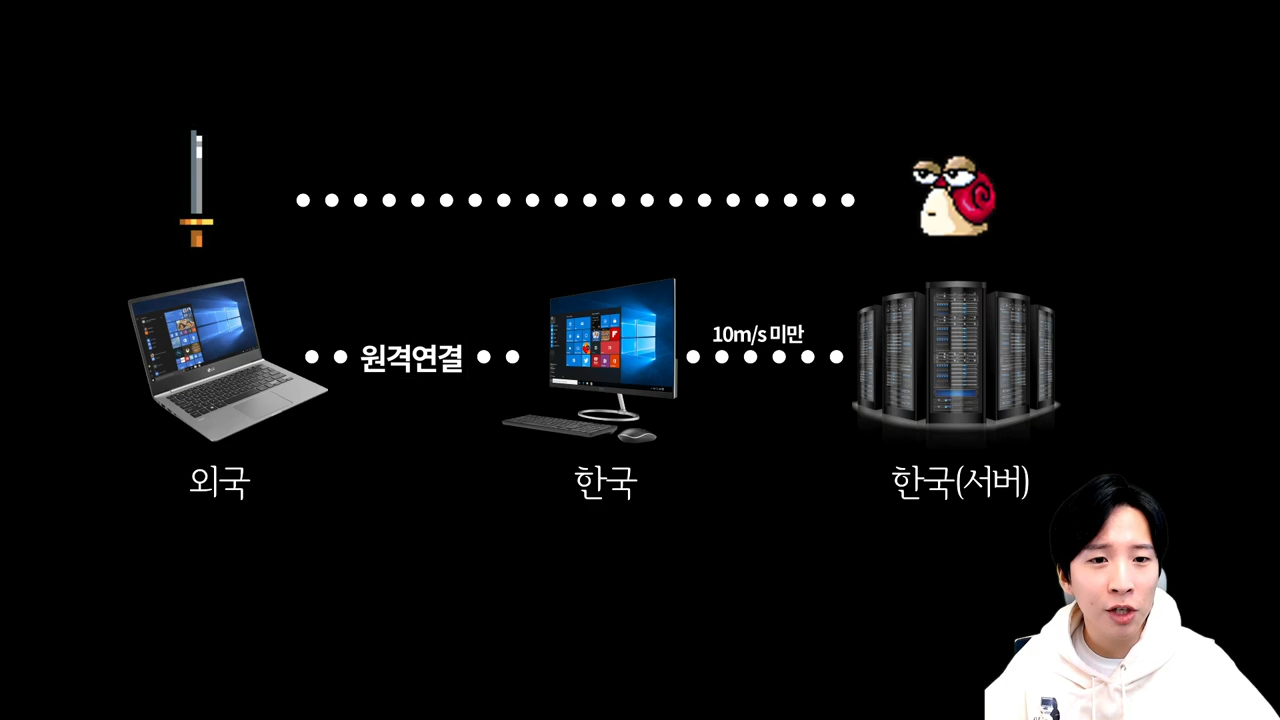 원격연결
10m/s 미만
외국
한국
한국(서버)